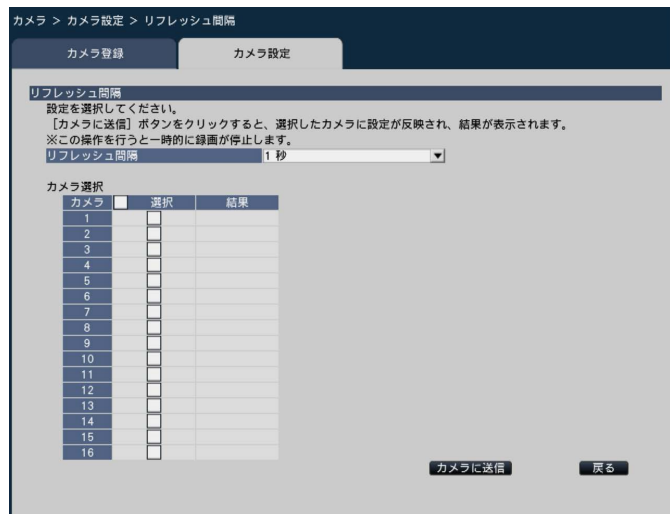 カメラ > カメラ設定 > リフレッシュ間隔
カメラ登録 カメラ設定
リフレッシュ間隔
設定を選択してください。
［カメラに送信］ボタンをクリックすると、選択したカメラに設定が反映され、結果が表示されます。
※この操作を行うと一時的に録画が停止します。
リフレッシュ間隔 1 秒
カメラ選択
カメラ 選択 結果
1
2
3
4
5
6
7
8
9
10
11
12
13
14
15
16
カメラに送信 戻る